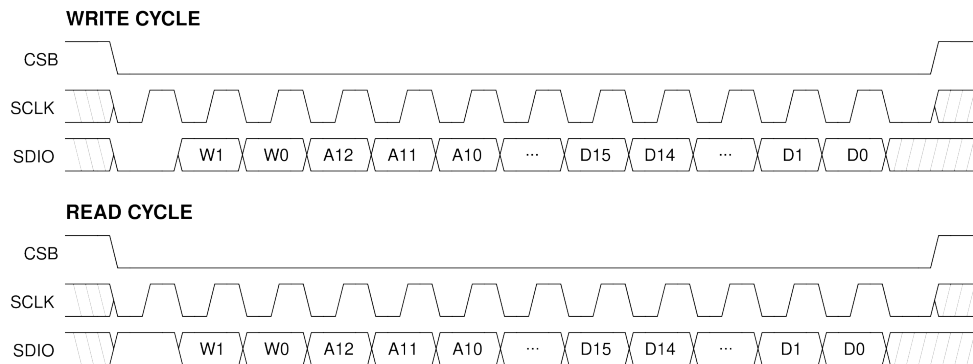 WRITE CYCLE
CSB
SCLK
SDIO W1 W0 A12 A11 A10 ... D15 D14 ... D1 D0
READ CYCLE
CSB
SCLK
SDIO W1 W0 A12 A11 A10 ... D15 D14 ... D1 D0